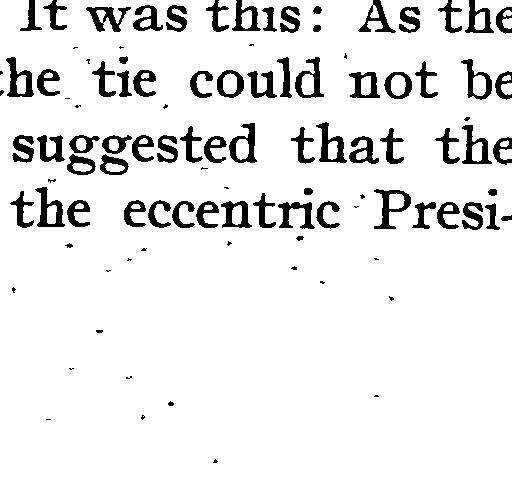 It was this: As the
the tie could not be
suggested that the
the eccentric Presi-